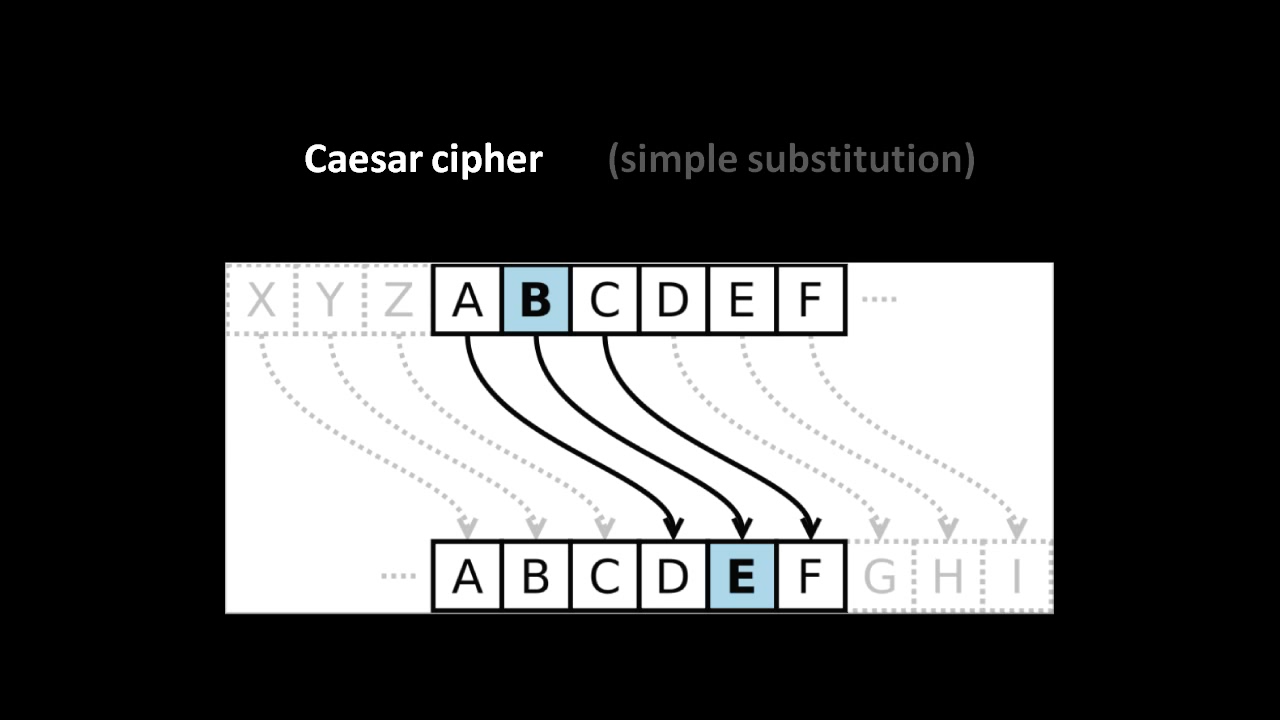 Caesar cipher (simple substitution)
X Y Z A B C D E F ....
.... A B C D E F G H I